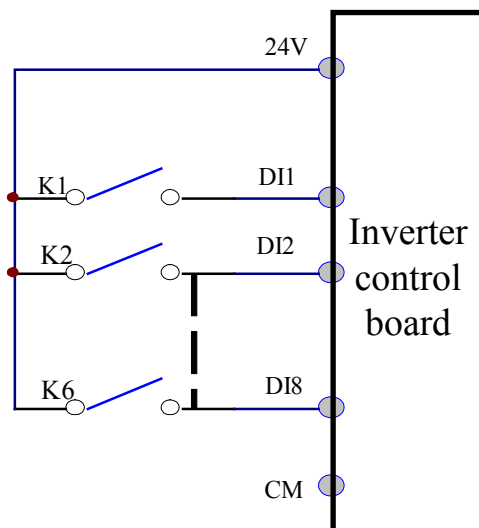 24V
K1
DI1
K2
DI2
Inverter
control
board
K6
DI8
CM